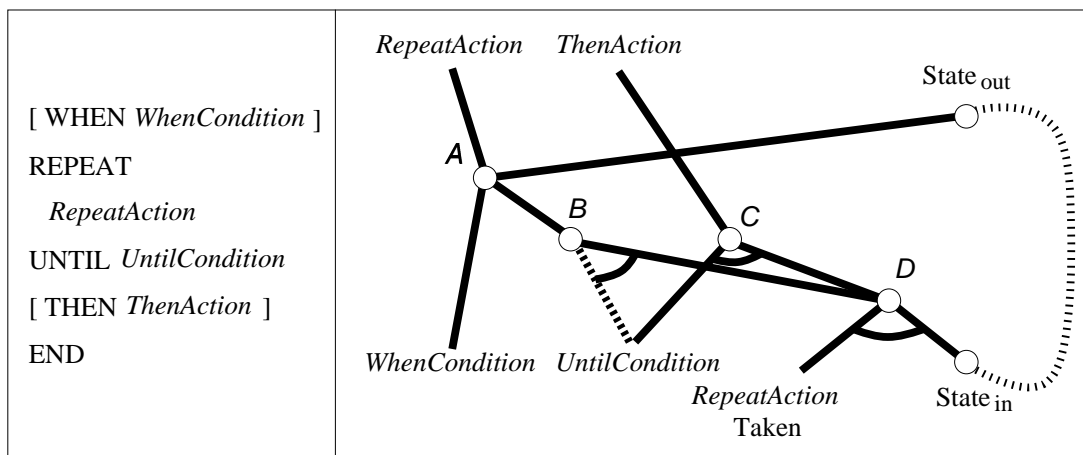 [ WHEN WhenCondition ]
REPEAT
RepeatAction
UNTIL UntilCondition
[ THEN ThenAction ]
END
RepeatAction
ThenAction
State out
A
B
C
D
WhenCondition
UntilCondition
RepeatAction
Taken
State in